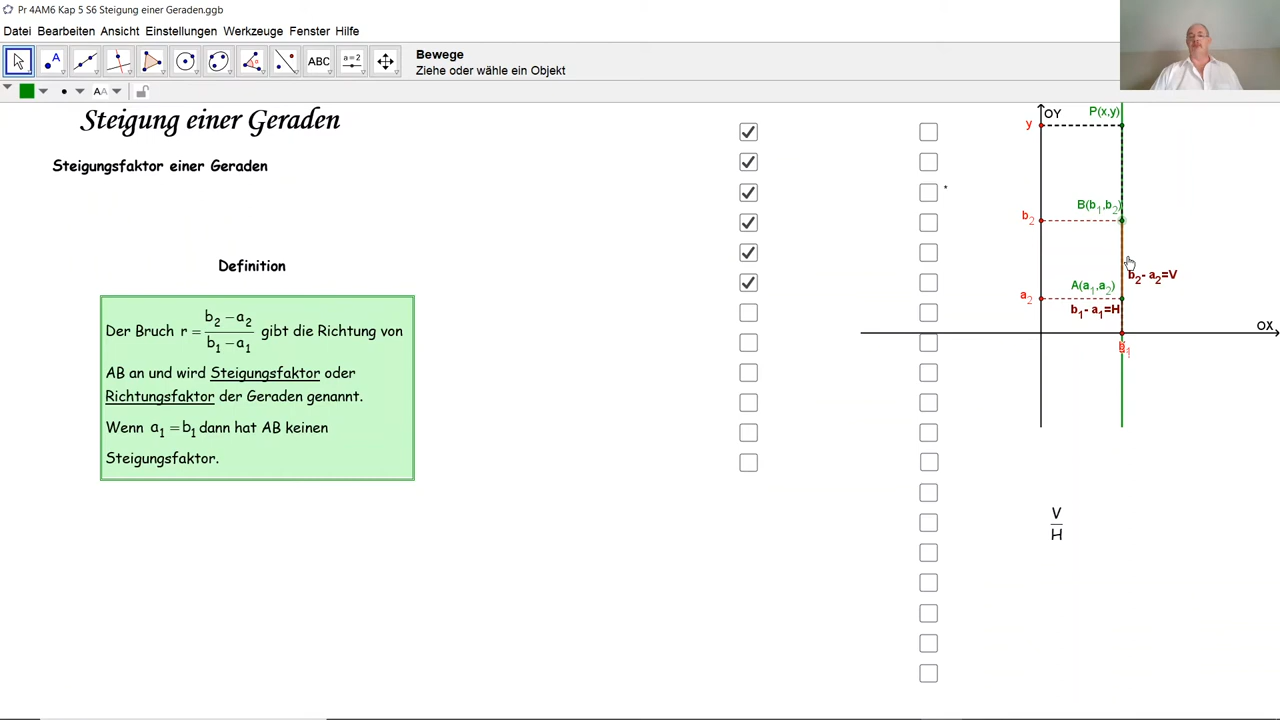 Pr 4AM6 Kap 5 S6 Steigung einer Geraden.ggb
Datei Bearbeiten Ansicht Einstellungen Werkzeuge Fenster Hilfe
A
ABC
a=2
Bewege
Ziehe oder wähle ein Objekt
AA
Steigung einer Geraden
Steigungsfaktor einer Geraden
Definition
Der Bruch r = (b₂ – a₂)/(b₁ – a₁) gibt die Richtung von
AB an und wird Steigungsfaktor oder
Richtungsfaktor der Geraden genannt.
Wenn a₁ = b₁ dann hat AB keinen
Steigungsfaktor.
*
OY
P(x,y)
y
B(b₁,b₂)
b₂
b₂- a₂=V
A(a₁,a₂)
a₂
b₁- a₁=H
OX
V
H